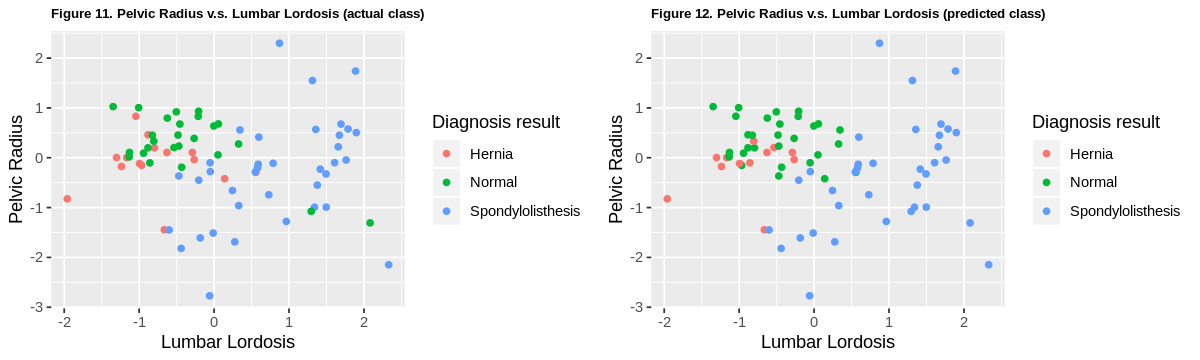 Figure 11. Pelvic Radius v.s. Lumbar Lordosis (actual class)
2
1
0
-1
-2
-3
-2
-1
0
1
2
Pelvic Radius
Lumbar Lordosis
Diagnosis result
Hernia
Normal
Spondylolisthesis
Figure 12. Pelvic Radius v.s. Lumbar Lordosis (predicted class)
2
1
0
-1
-2
-3
-2
-1
0
1
2
Pelvic Radius
Lumbar Lordosis
Diagnosis result
Hernia
Normal
Spondylolisthesis